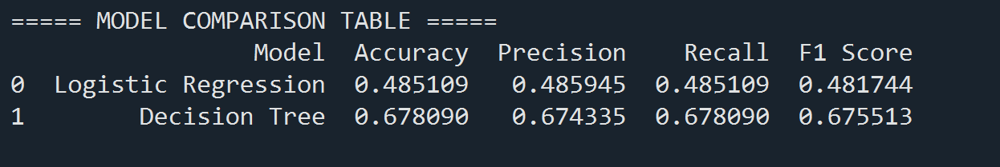 ===== MODEL COMPARISON TABLE =====
Model Accuracy Precision Recall F1 Score
0 Logistic Regression 0.485109 0.485945 0.485109 0.481744
1 Decision Tree 0.678090 0.674335 0.678090 0.675513